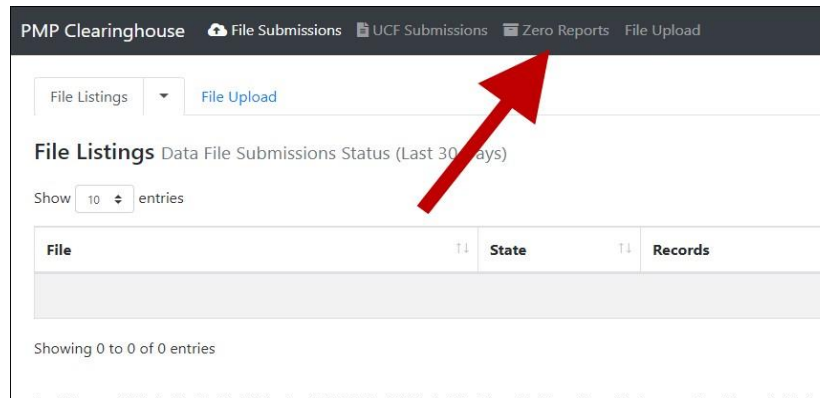 PMP Clearinghouse File Submissions UCF Submissions Zero Reports File Upload
File Listings File Upload
File Listings Data File Submissions Status (Last 30 Days)
Show 10 entries
File State Records
Showing 0 to 0 of 0 entries